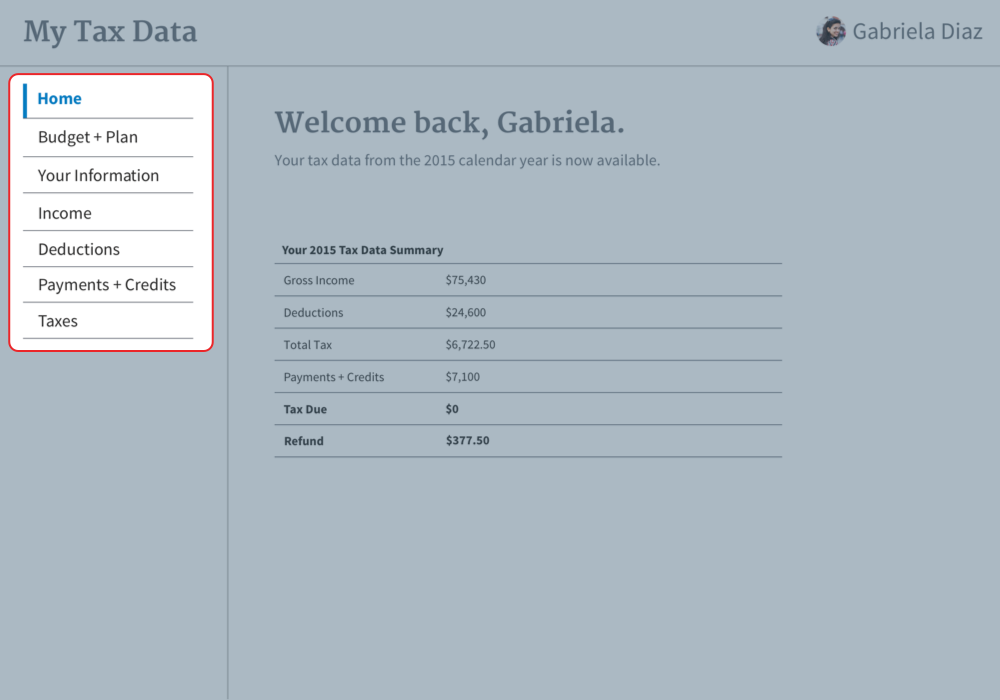 My Tax Data
Gabriela Diaz
Home
Budget + Plan
Your Information
Income
Deductions
Payments + Credits
Taxes
Welcome back, Gabriela.
Your tax data from the 2015 calendar year is now available.
Your 2015 Tax Data Summary
Gross Income $75,430
Deductions $24,600
Total Tax $6,722.50
Payments + Credits $7,100
Tax Due $0
Refund $377.50